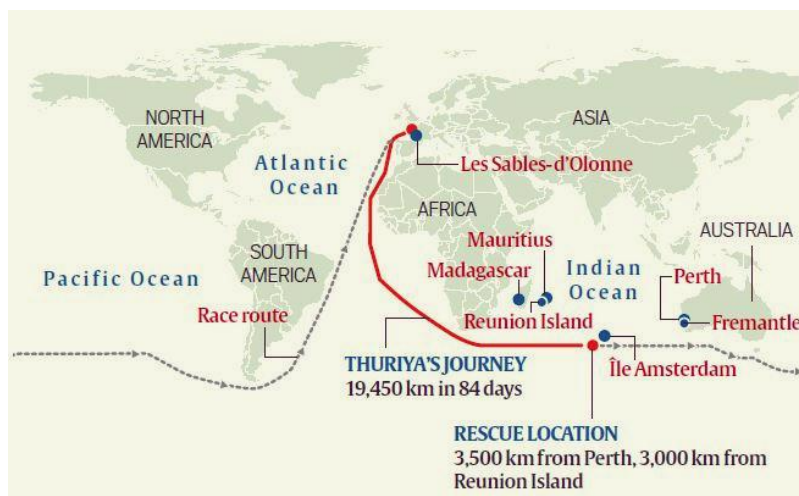 NORTH
AMERICA
ASIA
Atlantic
Ocean
Les Sables-d'Olonne
AFRICA
AUSTRALIA
Mauritius
SOUTH
AMERICA
Madagascar
Indian
Ocean
Perth
Pacific Ocean
Race route
Reunion Island
Fremantle
THURIYA'S JOURNEY
19,450 km in 84 days
Île Amsterdam
RESCUE LOCATION
3,500 km from Perth, 3,000 km from
Reunion Island